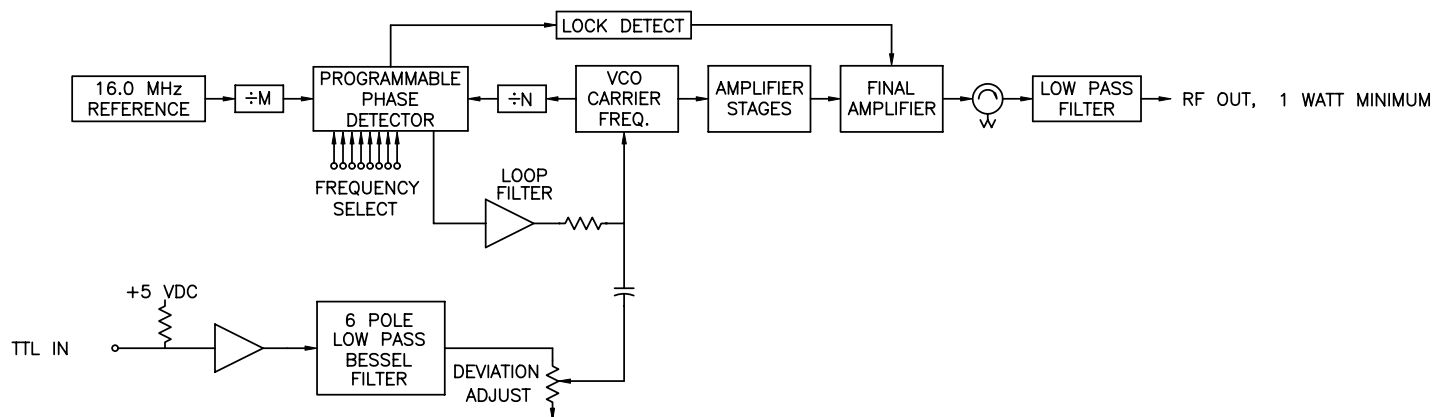 LOCK DETECT
16.0 MHz
REFERENCE
÷M
PROGRAMMABLE
PHASE
DETECTOR
÷N
VCO
CARRIER
FREQ.
AMPLIFIER
STAGES
FINAL
AMPLIFIER
LOW PASS
FILTER
RF OUT, 1 WATT MINIMUM
FREQUENCY
SELECT
LOOP
FILTER
+5 VDC
TTL IN
6 POLE
LOW PASS
BESSEL
FILTER
DEVIATION
ADJUST